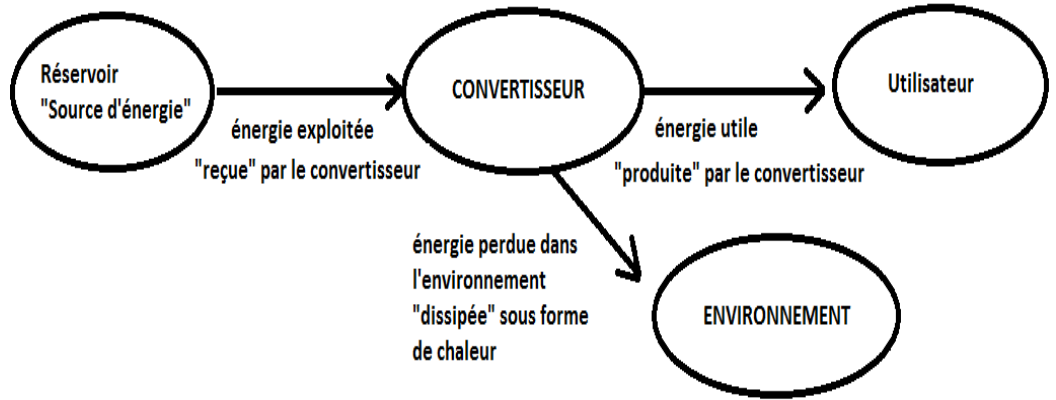 Réservoir
"Source d'énergie"
énergie exploitée
"reçue" par le convertisseur
CONVERTISSEUR
énergie utile
"produite" par le convertisseur
Utilisateur
énergie perdue dans
l'environnement
"dissipée" sous forme
de chaleur
ENVIRONNEMENT